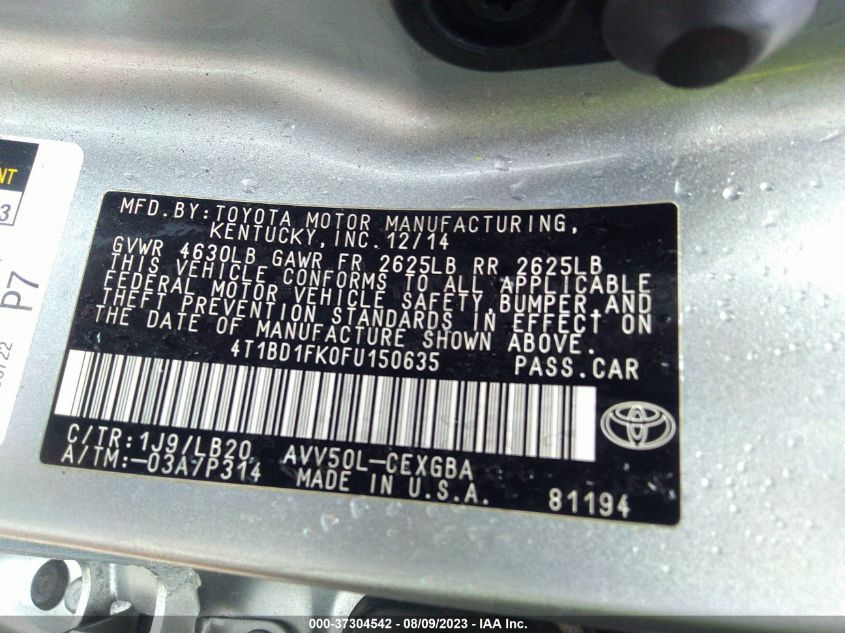 NT
3
P7
MFD.BY:TOYOTA MOTOR MANUFACTURING,
KENTUCKY,INC.12/14
GVWR 4630LB GAWR FR 2625LB RR 2625LB
THIS VEHICLE CONFORMS TO ALL APPLICABLE
FEDERAL MOTOR VEHICLE SAFETY,BUMPER,AND
THEFT PREVENTION STANDARDS IN EFFECT ON
THE DATE OF MANUFACTURE SHOWN ABOVE.
4T1BD1FK0FU150635 PASS.CAR
C/TR:1J9/LB20 AVV50L-CEXGBA
A/TM:-03A7P314 MADE IN U.S.A. 81194
000-37304542 - 08/09/2023 - IAA Inc.